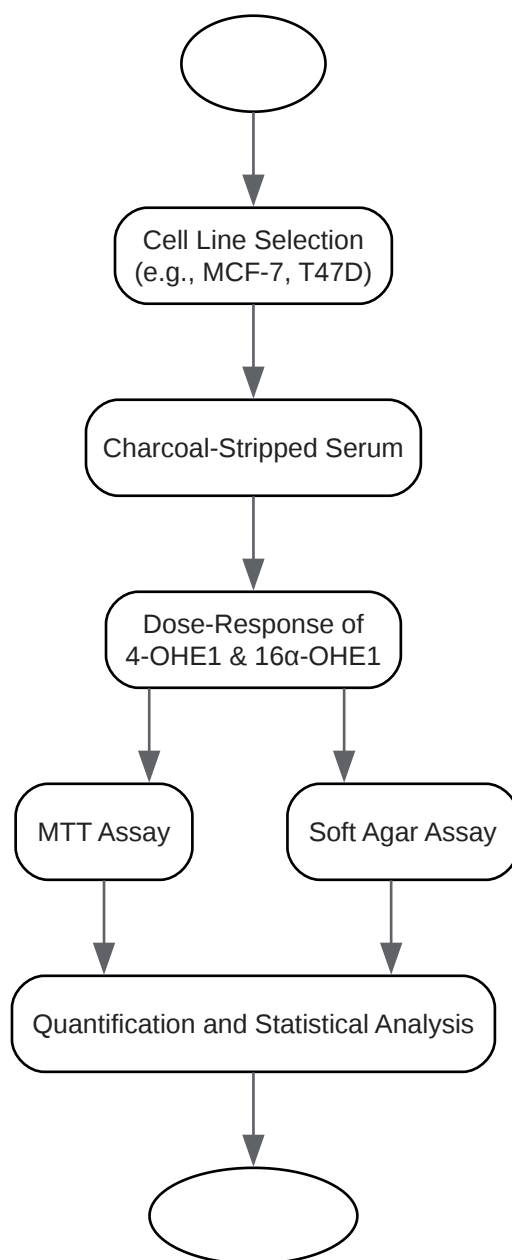 Cell Line Selection
(e.g., MCF-7, T47D)
Charcoal-Stripped Serum
Dose-Response of
4-OHE1 & 16α-OHE1
MTT Assay
Soft Agar Assay
Quantification and Statistical Analysis